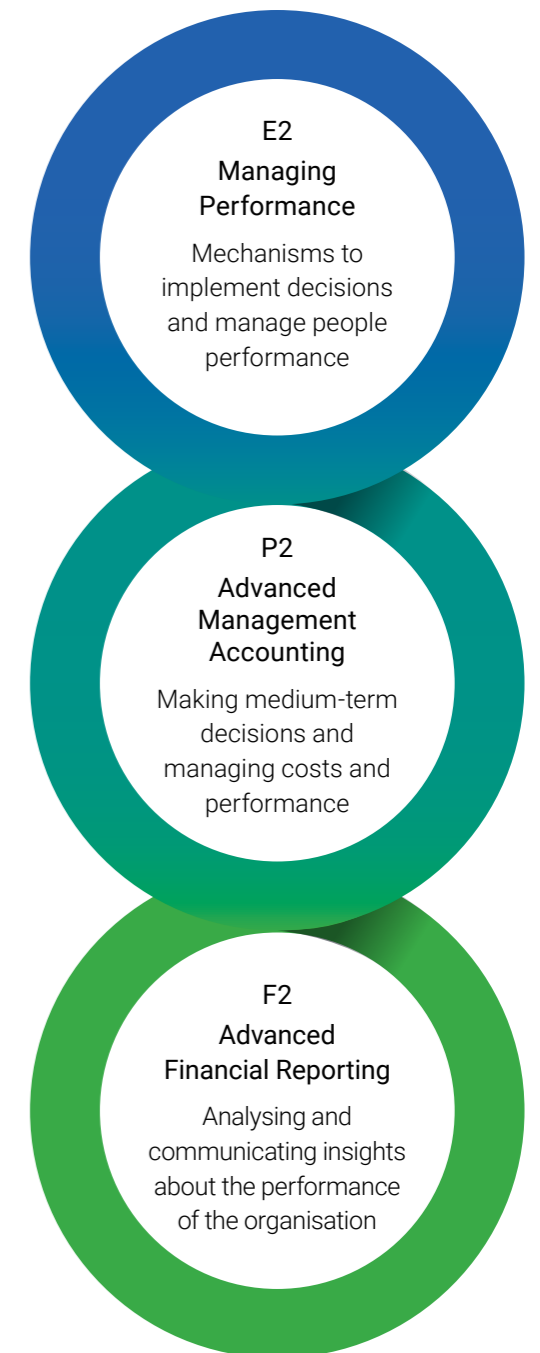 E2
Managing
Performance
Mechanisms to
implement decisions
and manage people
performance
P2
Advanced
Management
Accounting
Making medium-term
decisions and
managing costs and
performance
F2
Advanced
Financial Reporting
Analysing and
communicating insights
about the performance
of the organisation